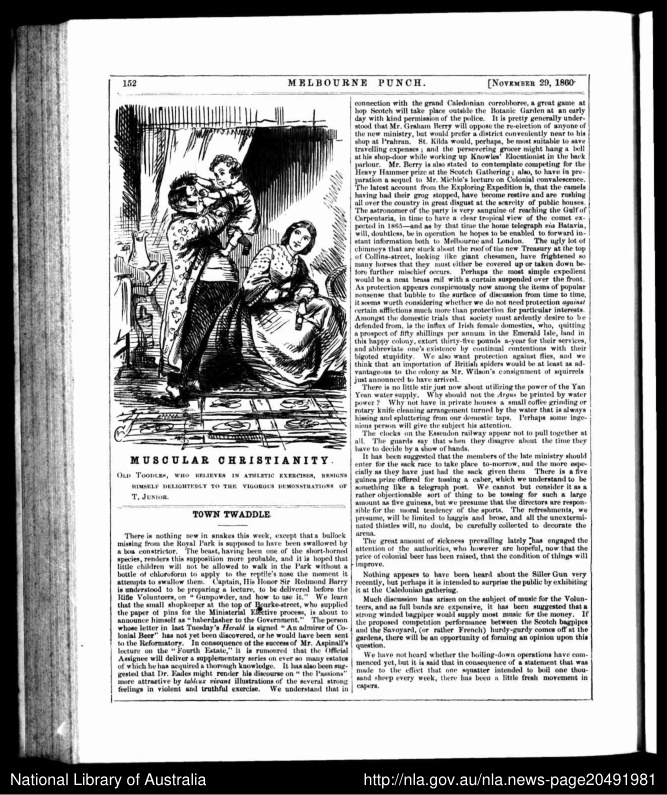 152
MELBOURNE PUNCH.
[NOVEMBER 29, 1860
MUSCULAR CHRISTIANITY.
OLD TOODLES, WHO BELIEVES IN ATHLETIC EXERCISES, RESIGNS
HIMSELF DELIGHTEDLY TO THE VIGOROUS DEMONSTRATIONS OF
T, JUNIOR.
TOWN TWADDLE.
There is nothing new in snakes this week, except that a bullock
missing from the Royal Park is supposed to have been swallowed by
a boa constrictor. The beast, having been one of the short-horned
species, renders this supposition more probable, and it is hoped that
little children will not be allowed to walk in the Park without a
bottle of chloroform to apply to the reptile's nose the moment it
attempts to swallow them. Captain, His Honor Sir Redmond Barry
is understood to be preparing a lecture, to be delivered before the
Rifle Volunteers, on "Gunpowder, and how to use it." We learn
that the small shopkeeper at the top of Bourke-street, who supplied
the paper of pins for the Ministerial Elective process, is about to
announce himself as "haberdasher to the Government." The person
whose letter in last Tuesday's Herald is signed "An admirer of Co-
lonial Beer" has not yet been discovered, or he would have been sent
to the Reformatory. In consequence of the success of Mr. Aspinall's
lecture on the "Fourth Estate," it is rumoured that the Official
Assignee will deliver a supplementary series on ever so many estates
of which he has acquired a thorough knowledge. It has also been sug-
gested that Dr. Eades might render his discourse on "the Passions"
more attractive by tableux vivant illustrations of the several strong
feelings in violent and truthful exercise. We understand that in
connection with the grand Caledonian corrobboree, a great game at
hop Scotch will take place outside the Botanic Garden at an early
day with kind permission of the police. It is pretty generally under-
stood that Mr. Graham Berry will oppose the re-election of anyone of
the new ministry, but would prefer a district conveniently near to his
shop at Prahran. St. Kilda would, perhaps, be most suitable to save
travelling expenses; and the persevering grocer might hang a bell
at his shop-door while working up Knowles' Elocutionist in the back
parlour. Mr. Berry is also stated to contemplate competing for the
Heavy Hammer prize at the Scotch Gathering; also, to have in pre-
paration a sequel to Mr. Michie's lecture on Colonial convalescence.
The latest account from the Exploring Expedition is, that the camels
having had their grog stopped, have become restive and are rushing
all over the country in great disgust at the scarcity of public houses.
The astronomer of the party is very sanguine of reaching the Gulf of
Carpentaria, in time to have a clear tropical view of the comet ex-
pected in 1865—and as by that time the home telegraph via Batavia,
will, doubtless, be in operation he hopes to be enabled to forward in-
stant information both to Melbourne and London. The ugly lot of
chimneys that are stuck about the roof of the new Treasury at the top
of Collins-street, looking like giant chessmen, have frightened so
many horses that they must either be covered up or taken down be-
fore further mischief occurs. Perhaps the most simple expedient
would be a neat brass rail with a curtain suspended over the front.
As protection appears conspicuously now among the items of popular
nonsense that bubble to the surface of discussion from time to time,
it seems worth considering whether we do not need protection against
certain afflictions much more than protection for particular interests.
Amongst the domestic trials that society must ardently desire to be
defended from, is the influx of Irish female domestics, who, quitting
a prospect of fifty shillings per annum in the Emerald Isle, land in
this happy colony, extort thirty-five pounds a-year for their services,
and abbreviate one's existence by continual contentions with their
bigoted stupidity. We also want protection against flies, and we
think that an importation of British spiders would be at least as ad-
vantageous to the colony as Mr. Wilson's consignment of squirrels
just announced to have arrived.
There is no little stir just now about utilizing the power of the Yan
Yean water supply. Why should not the Argus be printed by water
power? Why not have in private houses a small coffee grinding or
rotary knife cleaning arrangement turned by the water that is always
hissing and spluttering from our domestic taps. Perhaps some inge-
nious person will give the subject his attention.
The clocks on the Essendon railway appear not to pull together at
all. The guards say that when they disagree about the time they
have to decide by a show of hands.
It has been suggested that the members of the late ministry should
enter for the sack race to take place to-morrow, and the more espe-
cially as they have just had the sack given them There is a five
guinea prize offered for tossing a caber, which we understand to be
something like a telegraph post. We cannot but consider it as a
rather objectionable sort of thing to be tossing for such a large
amount as five guineas, but we presume that the directors are respon-
sible for the moral tendency of the sports. The refreshments, we
presume, will be limited to haggis and brose, and all the unexternal-
nated thistles will, no doubt, be carefully collected to decorate the
arena.
The great amount of sickness prevailing lately has engaged the
attention of the authorities, who however are hopeful, now that the
price of colonial beer has been raised, that the condition of things will
improve.
Nothing appears to have been heard about the Siller Gun very
recently, but perhaps it is intended to surprise the public by exhibiting
it at the Caledonian gathering.
Much discussion has arisen on the subject of music for the Volun-
teers, and as full bands are expensive, it has been suggested that a
strong winded bagpiper would supply most music for the money. If
the proposed competition performance between the Scotch bagpipes
and the Savoyard, (or rather French) hurdy-gurdy comes off at the
gardens, there will be an opportunity of forming an opinion upon this
question.
We have not heard whether the boiling-down operations have com-
menced yet, but it is said that in consequence of a statement that was
made to the effect that one squatter intended to boil one thou-
sand sheep every week, there has been a little fresh movement in
capers.
National Library of Australia
http://nla.gov.au/nla.news-page20491981